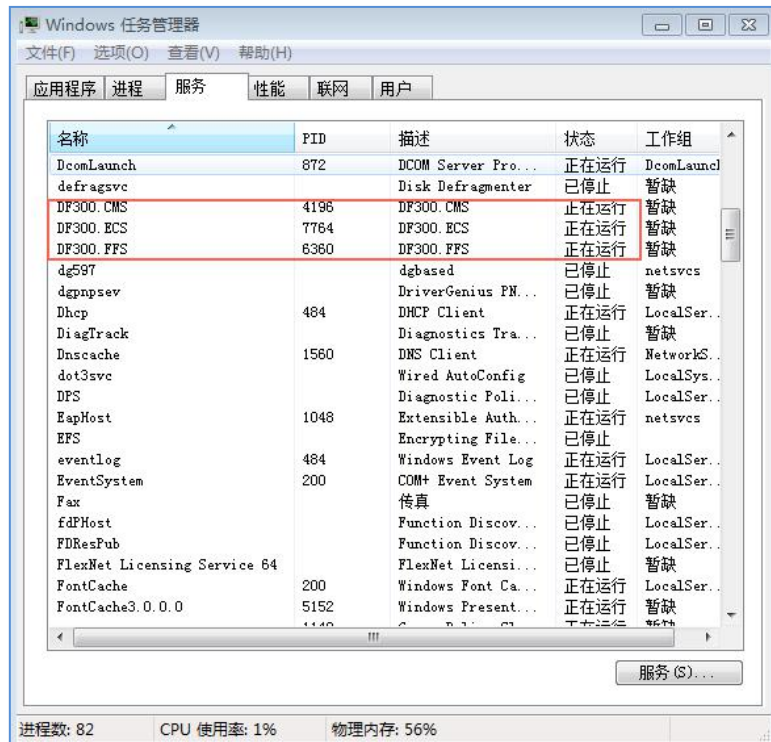 Windows 任务管理器
文件(F) 选项(O) 查看(V) 帮助(H)
应用程序 进程 服务 性能 联网 用户
名称 PID 描述 状态 工作组
DcomLaunch 872 DCOM Server Pro... 正在运行 DcomLaunch
defragsvc Disk Defragmenter 已停止 暂缺
DF300.CMS 4196 DF300.CMS 正在运行 暂缺
DF300.ECS 7764 DF300.ECS 正在运行 暂缺
DF300.FFS 6360 DF300.FFS 正在运行 暂缺
dg597 dgbased 已停止 netsvcs
dgpnpsev DriverGenius PN... 已停止 暂缺
Dhcp 484 DHCP Client 正在运行 LocalSer...
DiagTrack Diagnostics Tra... 已停止 暂缺
Dnscache 1560 DNS Client 正在运行 NetworkS...
dot3svc Wired AutoConfig 已停止 LocalSys...
DPS Diagnostic Poli... 已停止 LocalSer...
EapHost 1048 Extensible Auth... 正在运行 netsvcs
EFS Encrypting File... 已停止
eventlog 484 Windows Event Log 正在运行 LocalSer...
EventSystem 200 COM+ Event System 正在运行 LocalSer...
Fax 传真 已停止 暂缺
fdPHost Function Discov... 已停止 LocalSer...
FDResPub Function Discov... 已停止 LocalSer...
FlexNet Licensing Service 64 FlexNet Licensi... 已停止 暂缺
FontCache 200 Windows Font Ca... 正在运行 LocalSer...
FontCache3.0.0.0 5152 Windows Present... 正在运行 暂缺
服务(S)...
进程数: 82 CPU 使用率: 1% 物理内存: 56%